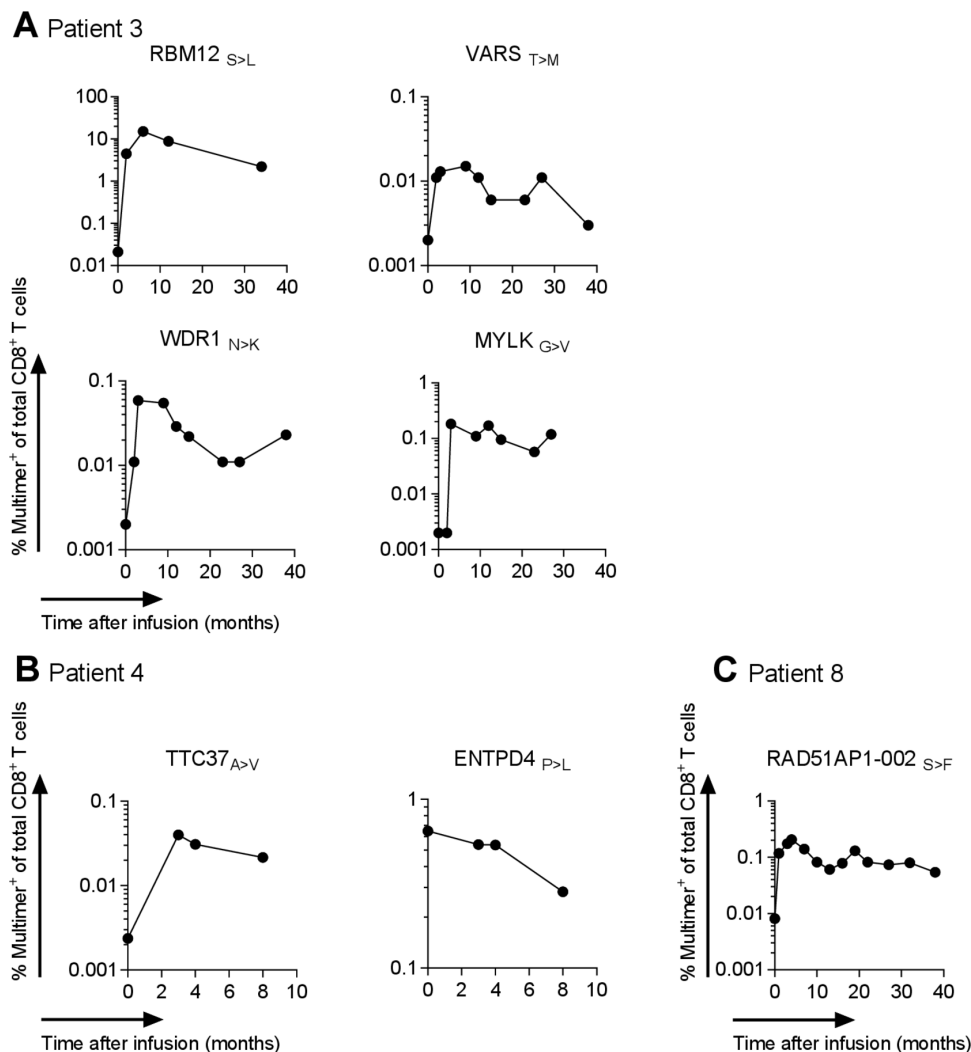 A Patient 3
RBM12 S>L
VARS T>M
100
10
1
0.1
0.01
0 10 20 30 40
0.1
0.01
0.001
0 10 20 30 40
% Multimer⁺ of total CD8⁺ T cells
WDR1 N>K
MYLK G>V
0.1
0.01
0.001
0 10 20 30 40
1
0.1
0.01
0.001
0 10 20 30 40
Time after infusion (months)
B Patient 4
C Patient 8
% Multimer⁺ of total CD8⁺ T cells
TTC37 A>V
ENTPD4 P>L
0.1
0.01
0.001
0 2 4 6 8 10
1
0.1
0 2 4 6 8 10
Time after infusion (months)
% Multimer⁺ of total CD8⁺ T cells
RAD51AP1-002 S>F
1
0.1
0.01
0.001
0 10 20 30 40
Time after infusion (months)